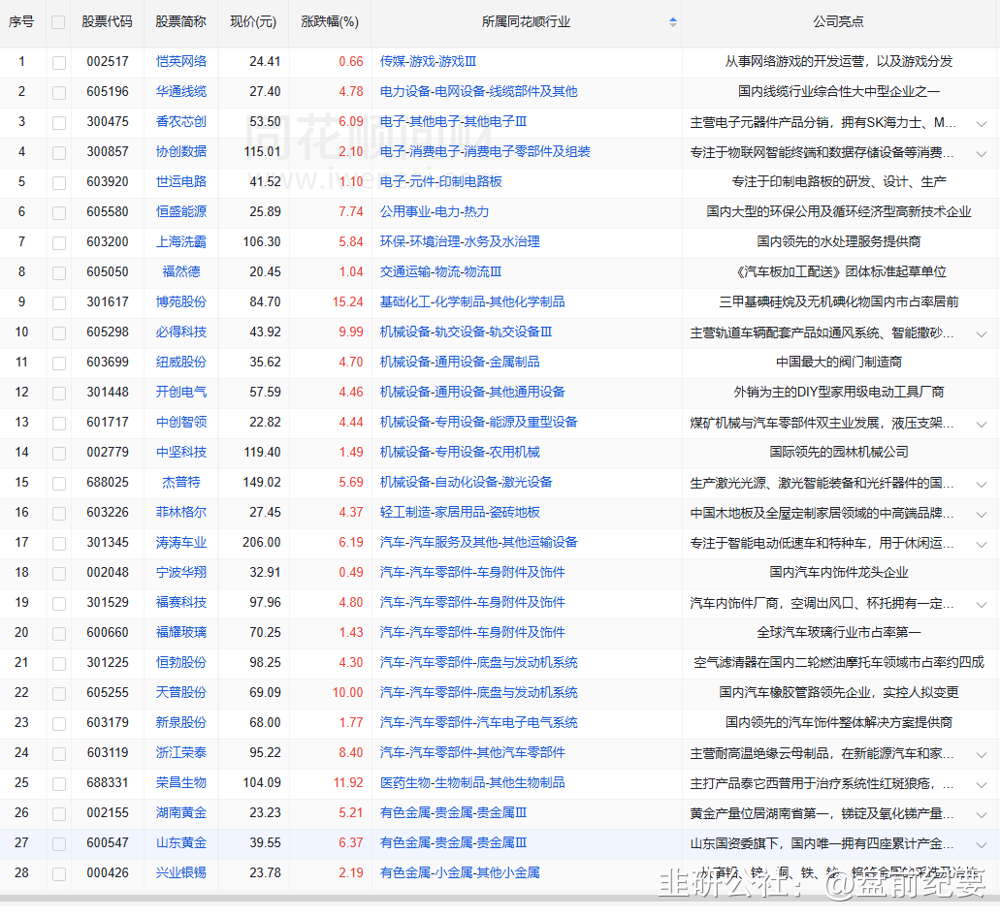 序号 股票代码 股票简称 现价(元) 涨跌幅(%) 所属同花顺行业 公司亮点
1 002517 恺英网络 24.41 0.66 传媒-游戏-游戏Ⅲ 从事网络游戏的开发运营，以及游戏分发
2 605196 华通线缆 27.40 4.78 电力设备-电网设备-线缆部件及其他 国内线缆行业综合性大中型企业之一
3 300475 香农芯创 53.50 6.09 电子-其他电子-其他电子Ⅲ 主营电子元器件产品分销，拥有SK海力士、M...
4 300857 协创数据 115.01 2.10 电子-消费电子-消费电子零部件及组装 专注于物联网智能终端和数据存储设备等消费...
5 603920 世运电路 41.52 1.10 电子-元件-印制电路板 专注于印制电路板的研发、设计、生产
6 605580 恒盛能源 25.89 7.74 公用事业-电力-热力 国内大型的环保公用及循环经济型高新技术企业
7 603200 上海洗霸 106.30 5.84 环保-环境治理-水务及水治理 国内领先的水处理服务提供商
8 605050 福然德 20.45 1.04 交通运输-物流-物流Ⅲ 《汽车板加工配送》团体标准起草单位
9 301617 博苑股份 84.70 15.24 基础化工-化学制品-其他化学制品 三甲基碘硅烷及无机碘化物国内市占率居前
10 605298 必得科技 43.92 9.99 机械设备-轨交设备-轨交设备Ⅲ 主营轨道车辆配套产品如通风系统、智能撒砂...
11 603699 纽威股份 35.62 4.70 机械设备-通用设备-金属制品 中国最大的阀门制造商
12 301448 开创电气 57.59 4.46 机械设备-通用设备-其他通用设备 外销为主的DIY型家用级电动工具厂商
13 601717 中创智领 22.82 4.44 机械设备-专用设备-能源及重型设备 煤矿机械与汽车零部件双主业发展，液压支架...
14 002779 中坚科技 119.40 1.49 机械设备-专用设备-农用机械 国际领先的园林机械公司
15 688025 杰普特 149.02 5.69 机械设备-自动化设备-激光设备 生产激光光源、激光智能装备和光纤器件的国...
16 603226 菲林格尔 27.45 4.37 轻工制造-家居用品-瓷砖地板 中国木地板及全屋定制家居领域的中高端品牌...
17 301345 涛涛车业 206.00 6.19 汽车-汽车服务及其他-其他运输设备 专注于智能电动低速车和特种车，用于休闲运...
18 002048 宁波华翔 32.91 0.49 汽车-汽车零部件-车身附件及饰件 国内汽车内饰件龙头企业
19 301529 福赛科技 97.96 4.80 汽车-汽车零部件-车身附件及饰件 汽车内饰件厂商，空调出风口、杯托拥有一定...
20 600660 福耀玻璃 70.25 1.43 汽车-汽车零部件-车身附件及饰件 全球汽车玻璃行业市占率第一
21 301225 恒勃股份 98.25 4.30 汽车-汽车零部件-底盘与发动机系统 空气滤清器在国内二轮燃油摩托车领域市占率约四成
22 605255 天普股份 69.09 10.00 汽车-汽车零部件-底盘与发动机系统 国内汽车橡胶管路领先企业，实控人拟变更
23 603179 新泉股份 68.00 1.77 汽车-汽车零部件-汽车电子电气系统 国内领先的汽车饰件整体解决方案提供商
24 603119 浙江荣泰 95.22 8.40 汽车-汽车零部件-其他汽车零部件 主营耐高温绝缘云母制品，在新能源汽车和家...
25 688331 荣昌生物 104.09 11.92 医药生物-生物制品-其他生物制品 主打产品泰它西普用于治疗系统性红斑狼疮，...
26 002155 湖南黄金 23.23 5.21 有色金属-贵金属-贵金属Ⅲ 黄金产量位居湖南省第一，锑锭及氧化锑产量...
27 600547 山东黄金 39.55 6.37 有色金属-贵金属-贵金属Ⅲ 山东国资委旗下，国内唯一拥有四座累计产金...
28 000426 兴业银锡 23.78 2.19 有色金属-小金属-其他小金属
韭研公社：@盘前纪要